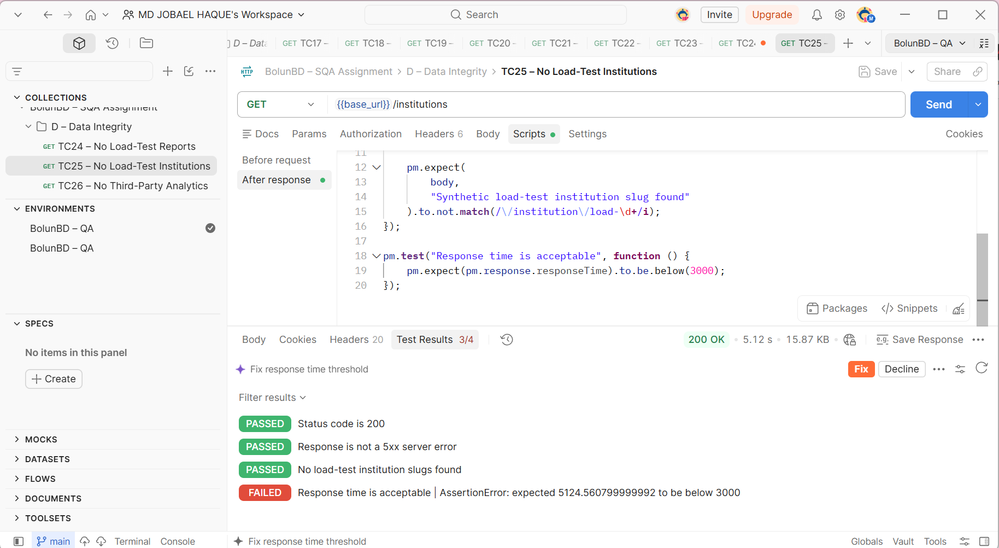 MD JOBAEL HAQUE's Workspace
Search
Invite
Upgrade
M
D – Data
GET TC17 –
GET TC18 –
GET TC19 –
GET TC20 –
GET TC21 –
GET TC22 –
GET TC23 –
GET TC24
GET TC25 –
BolunBD – QA
HTTP
BolunBD – SQA Assignment > D – Data Integrity > TC25 – No Load-Test Institutions
Save
Share
COLLECTIONS
BolunBD – SQA Assignment
D – Data Integrity
GET TC24 – No Load-Test Reports
GET TC25 – No Load-Test Institutions
GET TC26 – No Third-Party Analytics
ENVIRONMENTS
BolunBD – QA
BolunBD – QA
SPECS
No items in this panel
+ Create
MOCKS
DATASETS
FLOWS
DOCUMENTS
TOOLSETS
GET
{{base_url}} /institutions
Send
Docs
Params
Authorization
Headers 6
Body
Scripts
Settings
Cookies
Before request
After response
11
12 pm.expect(
13 body,
14 "Synthetic load-test institution slug found"
15 ).to.not.match(/\/institution\/load-\d+/i);
16 });
17
18 pm.test("Response time is acceptable", function () {
19 pm.expect(pm.response.responseTime).to.be.below(3000);
20 });
Packages
</> Snippets
Body
Cookies
Headers 20
Test Results 3/4
200 OK
5.12 s
15.87 KB
e.g. Save Response
Fix response time threshold
Fix
Decline
Filter results
PASSED Status code is 200
PASSED Response is not a 5xx server error
PASSED No load-test institution slugs found
FAILED Response time is acceptable | AssertionError: expected 5124.560799999992 to be below 3000
main
Terminal
Console
Fix response time threshold
Globals
Vault
Tools